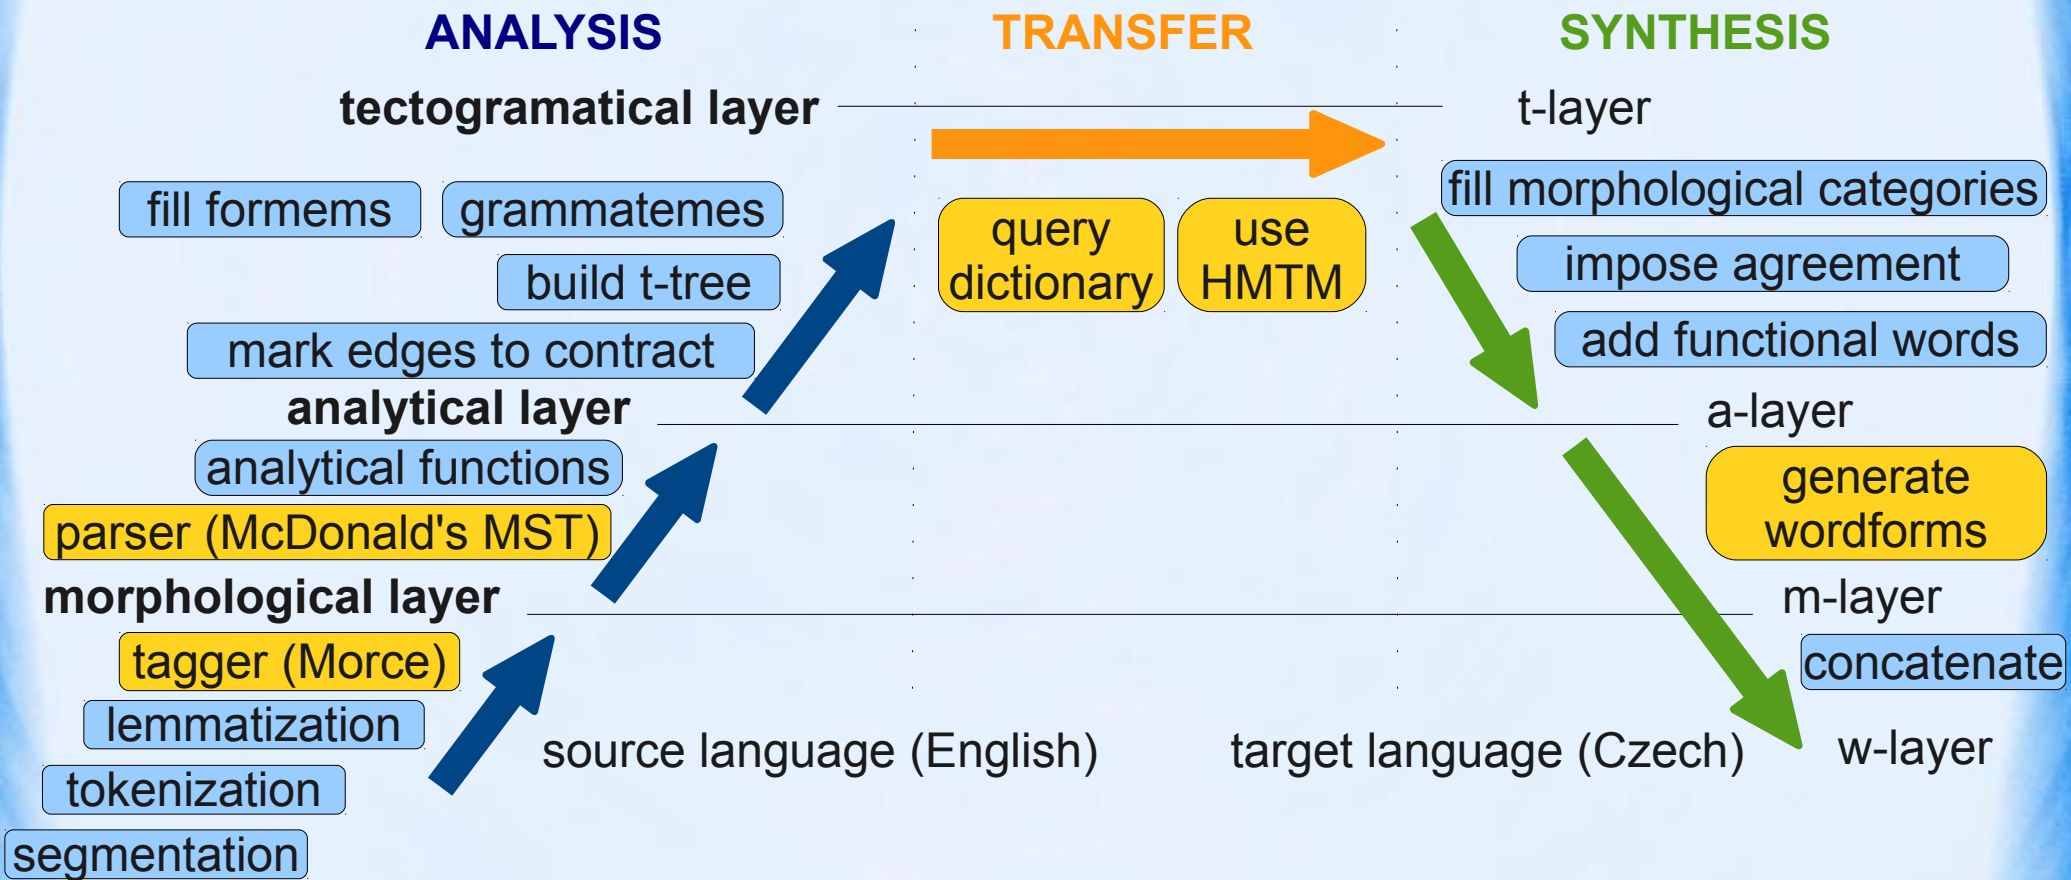 ANALYSIS TRANSFER SYNTHESIS
tectogramatical layer t-layer
fill formems grammatemes
build t-tree
mark edges to contract
query
dictionary
use
HMTM
fill morphological categories
impose agreement
add functional words
analytical layer a-layer
analytical functions
parser (McDonald's MST)
generate
wordforms
morphological layer m-layer
tagger (Morce)
concatenate
lemmatization
source language (English) target language (Czech) w-layer
tokenization
segmentation